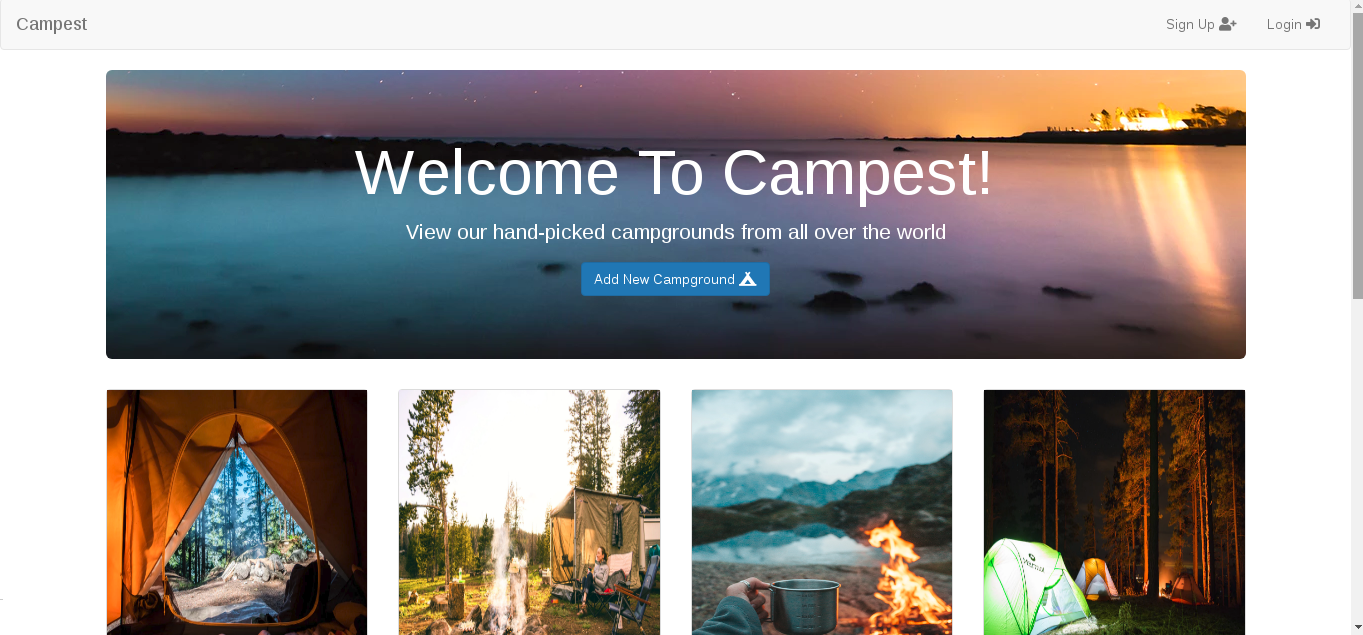 Campest
Sign Up
Login
Welcome To Campest!
View our hand-picked campgrounds from all over the world
Add New Campground